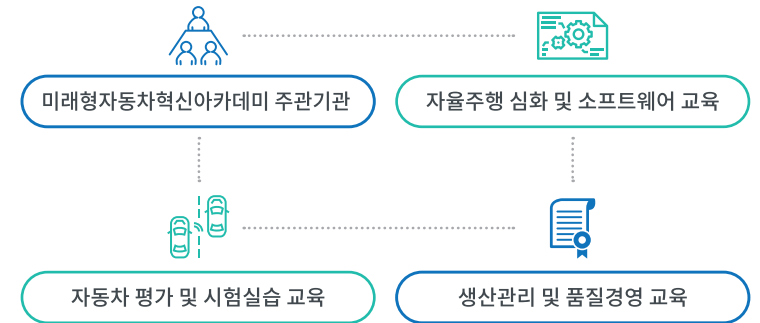 미래형자동차혁신아카데미 주관기관
자율주행 심화 및 소프트웨어 교육
자동차 평가 및 시험실습 교육
생산관리 및 품질경영 교육